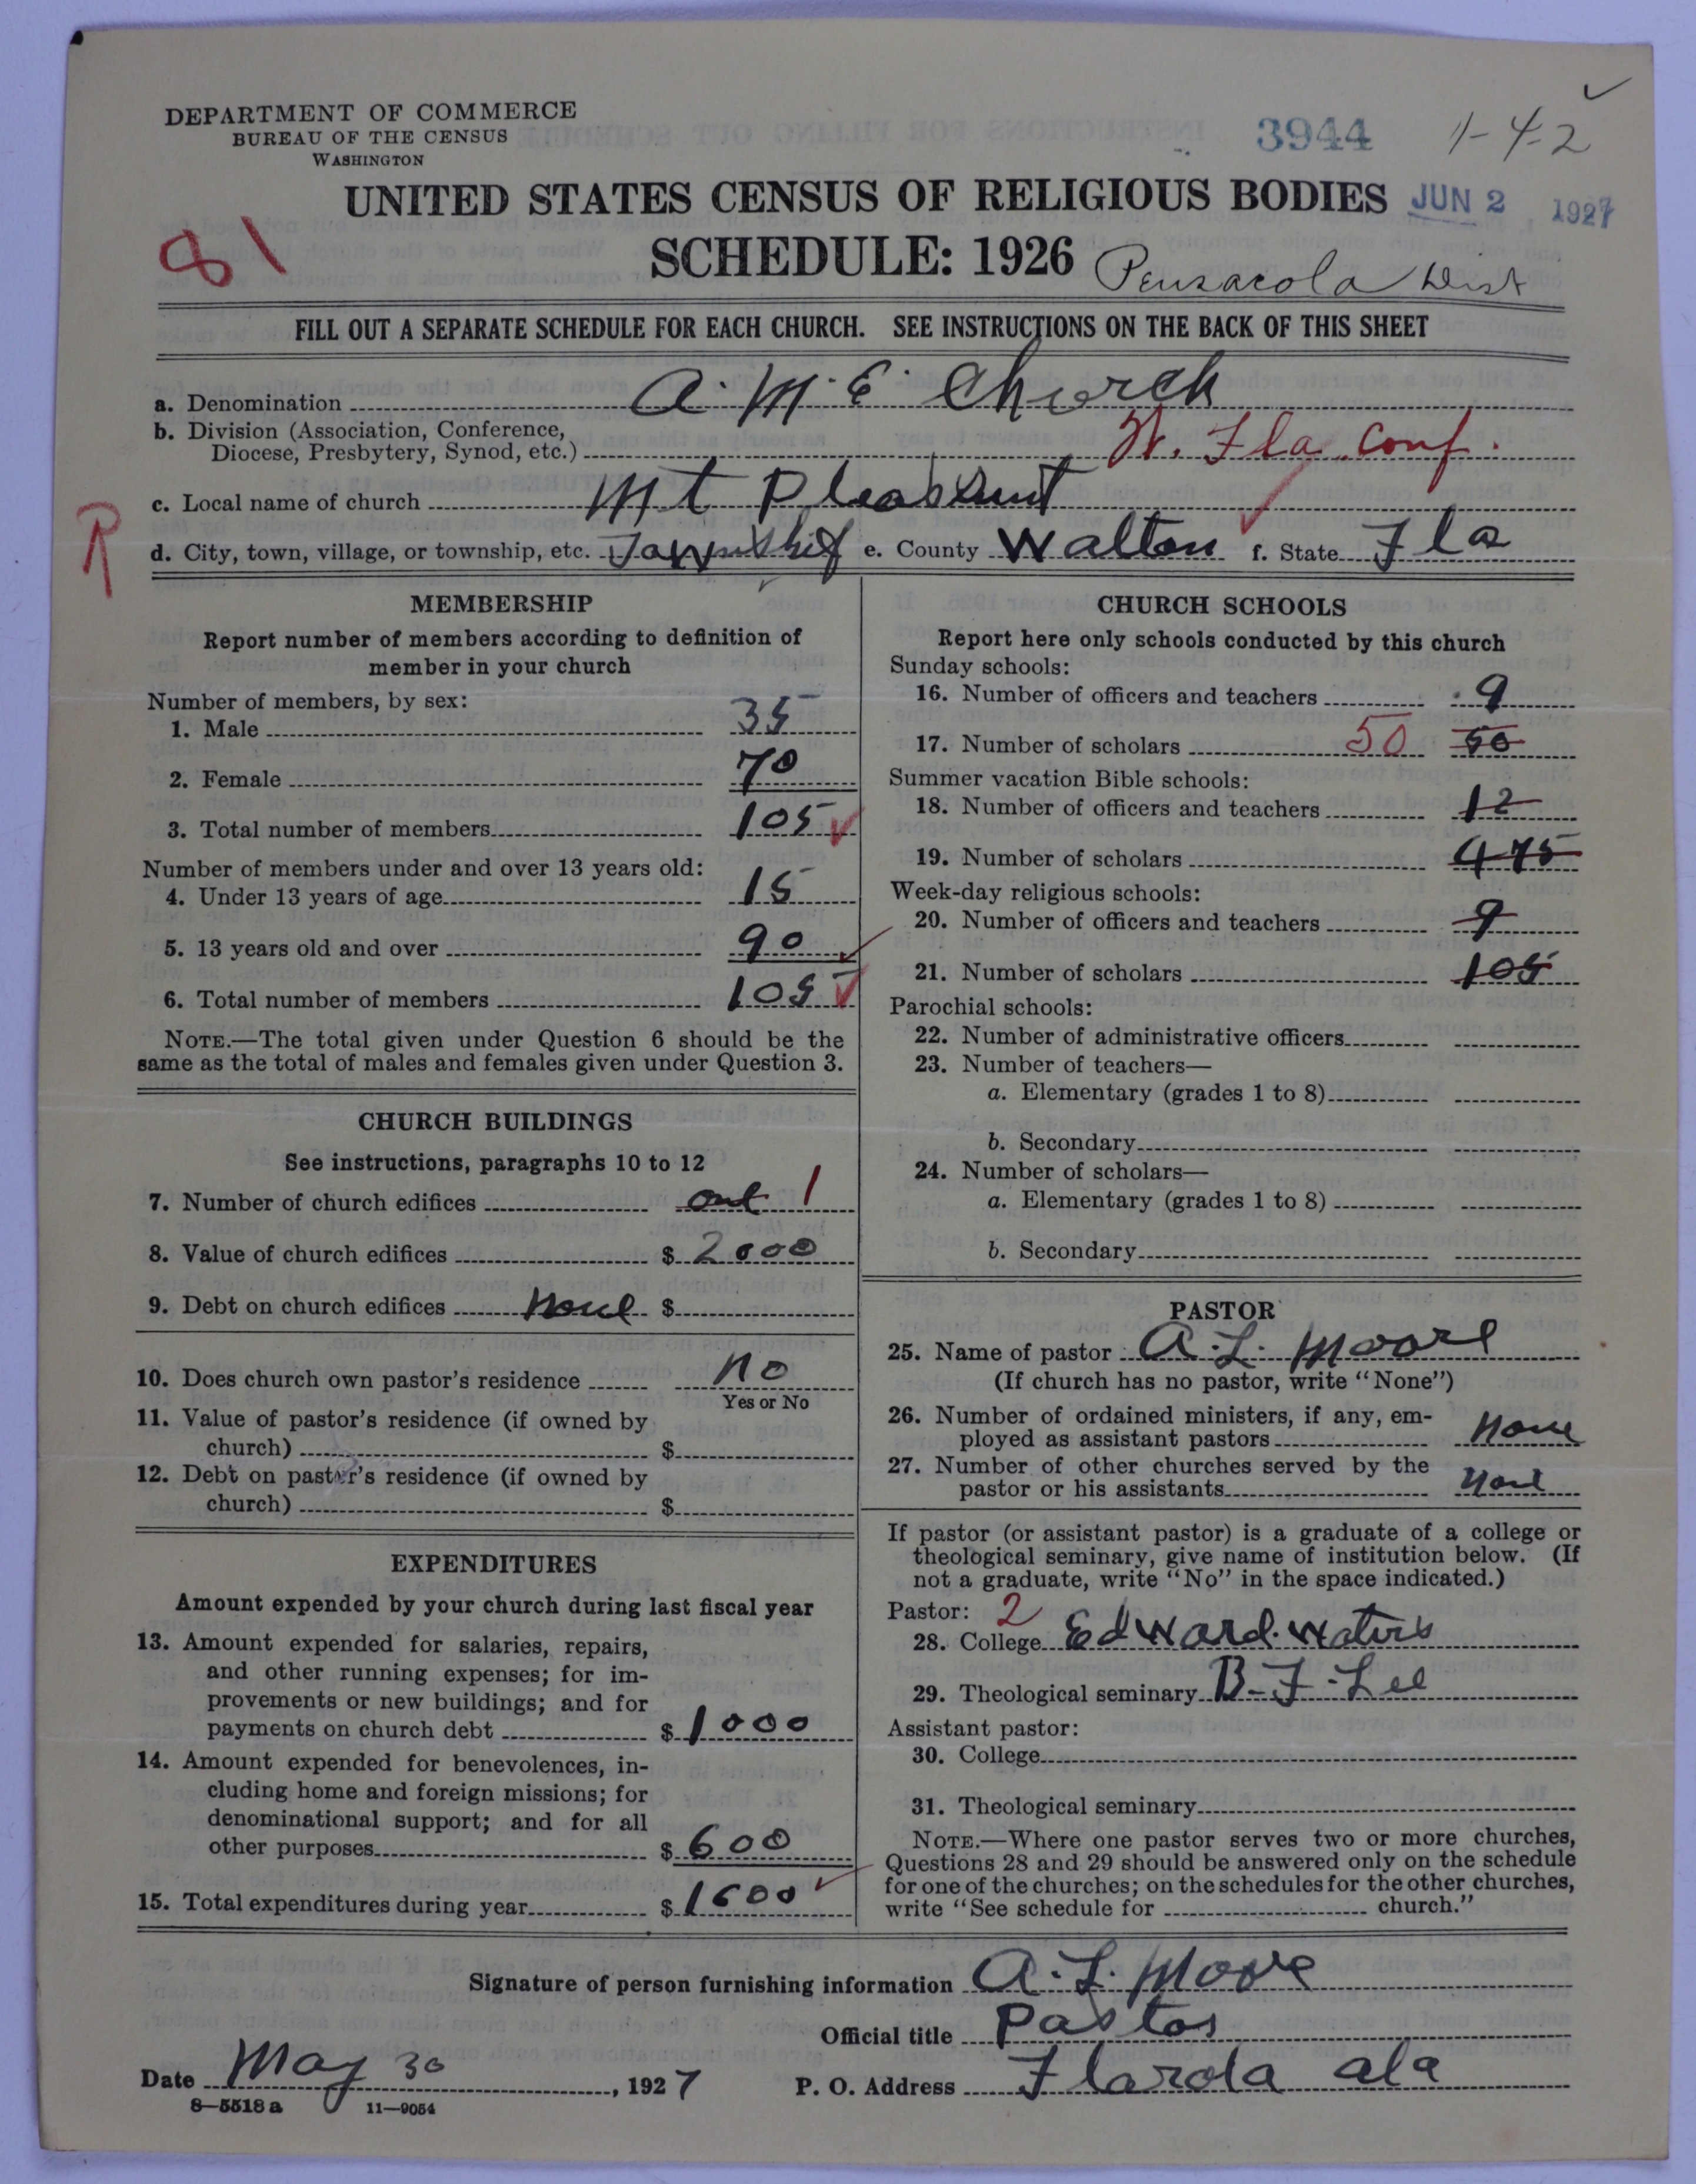 DEPARTMENT OF COMMERCE
BUREAU OF THE CENSUS
WASHINGTON
3944
11-4-2
UNITED STATES CENSUS OF RELIGIOUS BODIES
JUN 2 1927
81
SCHEDULE: 1926
Pensacola Dist
FILL OUT A SEPARATE SCHEDULE FOR EACH CHURCH. SEE INSTRUCTIONS ON THE BACK OF THIS SHEET
a. Denomination A. M. E. Church
b. Division (Association, Conference,
Diocese, Presbytery, Synod, etc.) W. Fla. Conf.
c. Local name of church Mt Pleasant
R
d. City, town, village, or township, etc. Township e. County Walton f. State Fla
MEMBERSHIP
Report number of members according to definition of
member in your church
Number of members, by sex:
1. Male 35
2. Female 70
3. Total number of members 105
Number of members under and over 13 years old:
4. Under 13 years of age 15
5. 13 years old and over 90
6. Total number of members 105
NOTE.—The total given under Question 6 should be the
same as the total of males and females given under Question 3.
CHURCH BUILDINGS
See instructions, paragraphs 10 to 12
7. Number of church edifices one 1
8. Value of church edifices $ 2000
9. Debt on church edifices None $
10. Does church own pastor's residence No
Yes or No
11. Value of pastor's residence (if owned by
church) $
12. Debt on pastor's residence (if owned by
church) $
EXPENDITURES
Amount expended by your church during last fiscal year
13. Amount expended for salaries, repairs,
and other running expenses; for im-
provements or new buildings; and for
payments on church debt $ 1000
14. Amount expended for benevolences, in-
cluding home and foreign missions; for
denominational support; and for all
other purposes $ 600
15. Total expenditures during year $ 1600
CHURCH SCHOOLS
Report here only schools conducted by this church
Sunday schools:
16. Number of officers and teachers 9
17. Number of scholars 50 50
Summer vacation Bible schools:
18. Number of officers and teachers 12
19. Number of scholars 475
Week-day religious schools:
20. Number of officers and teachers 9
21. Number of scholars 105
Parochial schools:
22. Number of administrative officers
23. Number of teachers—
a. Elementary (grades 1 to 8)
b. Secondary
24. Number of scholars—
a. Elementary (grades 1 to 8)
b. Secondary
PASTOR
25. Name of pastor A. L. Moore
(If church has no pastor, write "None")
26. Number of ordained ministers, if any, em-
ployed as assistant pastors None
27. Number of other churches served by the
pastor or his assistants None
If pastor (or assistant pastor) is a graduate of a college or
theological seminary, give name of institution below. (If
not a graduate, write "No" in the space indicated.)
Pastor: 2
28. College Edward Waters
29. Theological seminary B. F. Lee
Assistant pastor:
30. College
31. Theological seminary
NOTE.—Where one pastor serves two or more churches,
Questions 28 and 29 should be answered only on the schedule
for one of the churches; on the schedules for the other churches,
write "See schedule for church."
Signature of person furnishing information A. L. Moore
Official title Pastor
Date May 30, 1927
P. O. Address Flarola ala
8—5518 a 11—9054